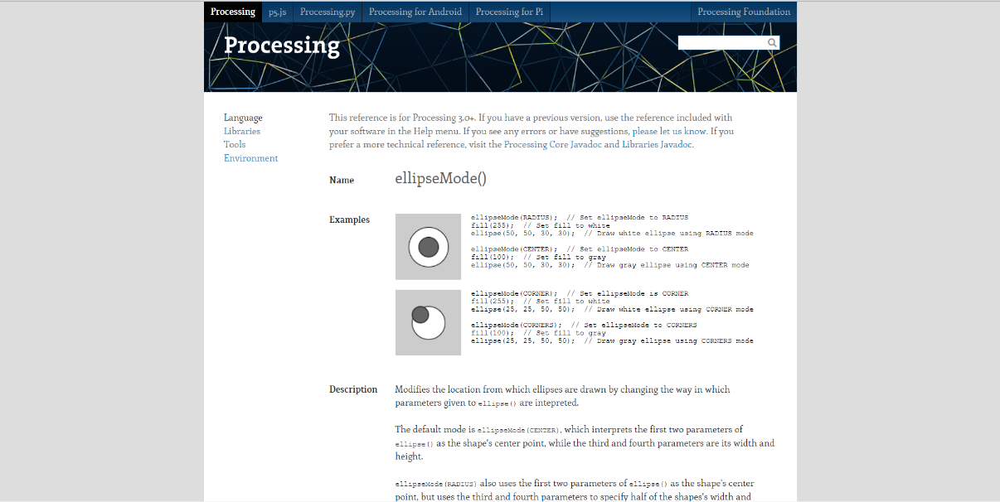 Processing p5.js Processing.py Processing for Android Processing for Pi Processing Foundation
Processing
Language
Libraries
Tools
Environment
This reference is for Processing 3.0+. If you have a previous version, use the reference included with
your software in the Help menu. If you see any errors or have suggestions, please let us know. If you
prefer a more technical reference, visit the Processing Core Javadoc and Libraries Javadoc.
Name ellipseMode()
Examples
ellipseMode(RADIUS);  // Set ellipseMode to RADIUS
fill(255);  // Set fill to white
ellipse(50, 50, 30, 30);  // Draw white ellipse using RADIUS mode
ellipseMode(CENTER);  // Set ellipseMode to CENTER
fill(100);  // Set fill to gray
ellipse(50, 50, 30, 30);  // Draw gray ellipse using CENTER mode
ellipseMode(CORNER);  // Set ellipseMode is CORNER
fill(255);  // Set fill to white
ellipse(25, 25, 50, 50);  // Draw white ellipse using CORNER mode
ellipseMode(CORNERS);  // Set ellipseMode to CORNERS
fill(100);  // Set fill to gray
ellipse(25, 25, 50, 50);  // Draw gray ellipse using CORNERS mode
Description Modifies the location from which ellipses are drawn by changing the way in which
parameters given to ellipse() are intepreted.
The default mode is ellipseMode(CENTER), which interprets the first two parameters of
ellipse() as the shape's center point, while the third and fourth parameters are its width and
height.
ellipseMode(RADIUS) also uses the first two parameters of ellipse() as the shape's center
point, but uses the third and fourth parameters to specify half of the shapes's width and